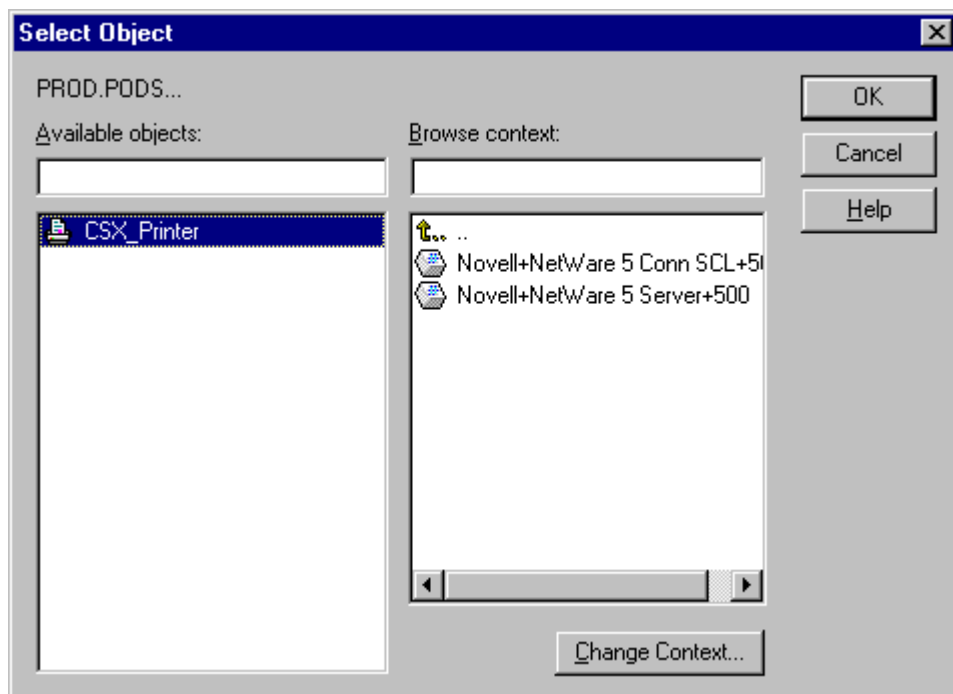 Select Object
PROD.PODS...
Available objects:
Browse context:
CSX_Printer
..
Novell+NetWare 5 Conn SCL+50
Novell+NetWare 5 Server+500
Change Context...
OK
Cancel
Help